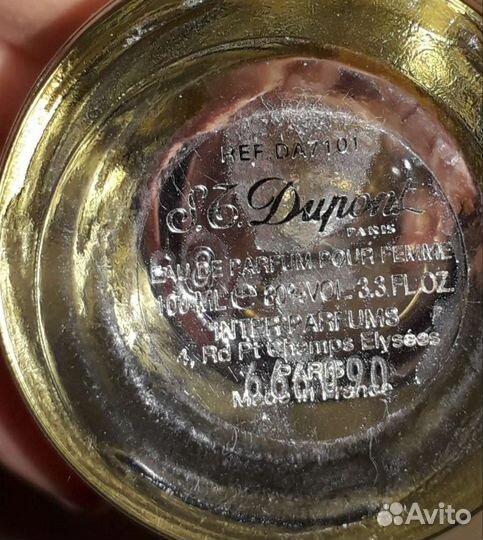 REF. DA7101
S.T. Dupont
PARIS
EAU DE PARFUM POUR FEMME
100 ML ℮ 80%VOL - 3.3 FL.OZ
INTER PARFUMS
4, Rd Pt Champs Elysées
PARIS
Made in France
Avito